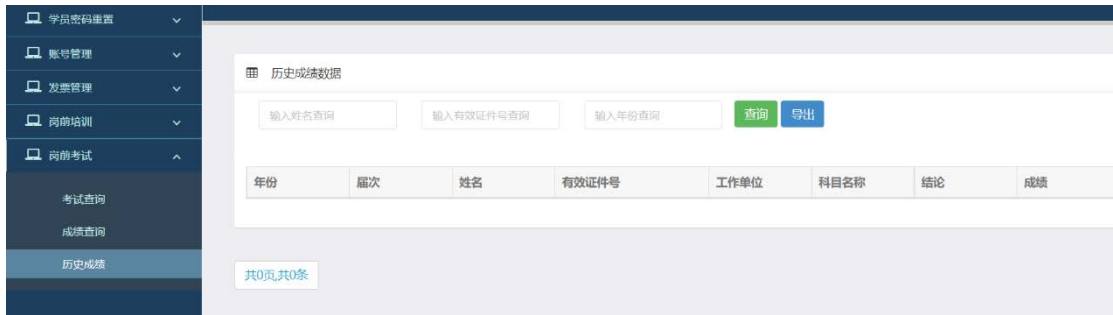 学员密码重置
账号管理
发票管理
岗前培训
岗前考试
考试查询
成绩查询
历史成绩
历史成绩数据
输入姓名查询 输入有效证件号查询 输入年份查询 查询 导出
年份 届次 姓名 有效证件号 工作单位 科目名称 结论 成绩
共0页,共0条